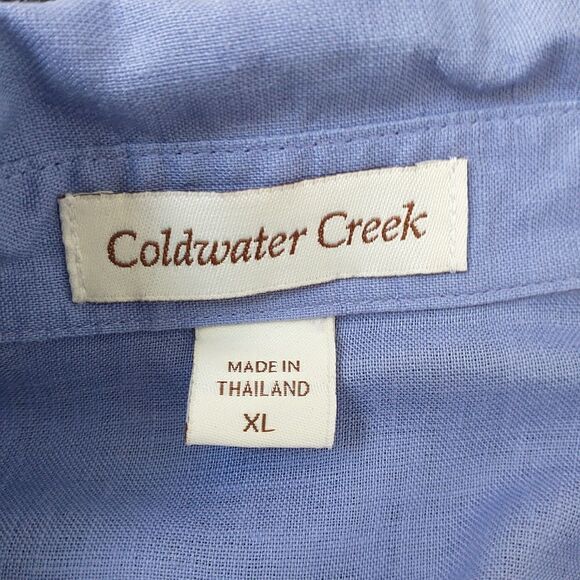 Coldwater Creek
MADE IN
THAILAND
XL